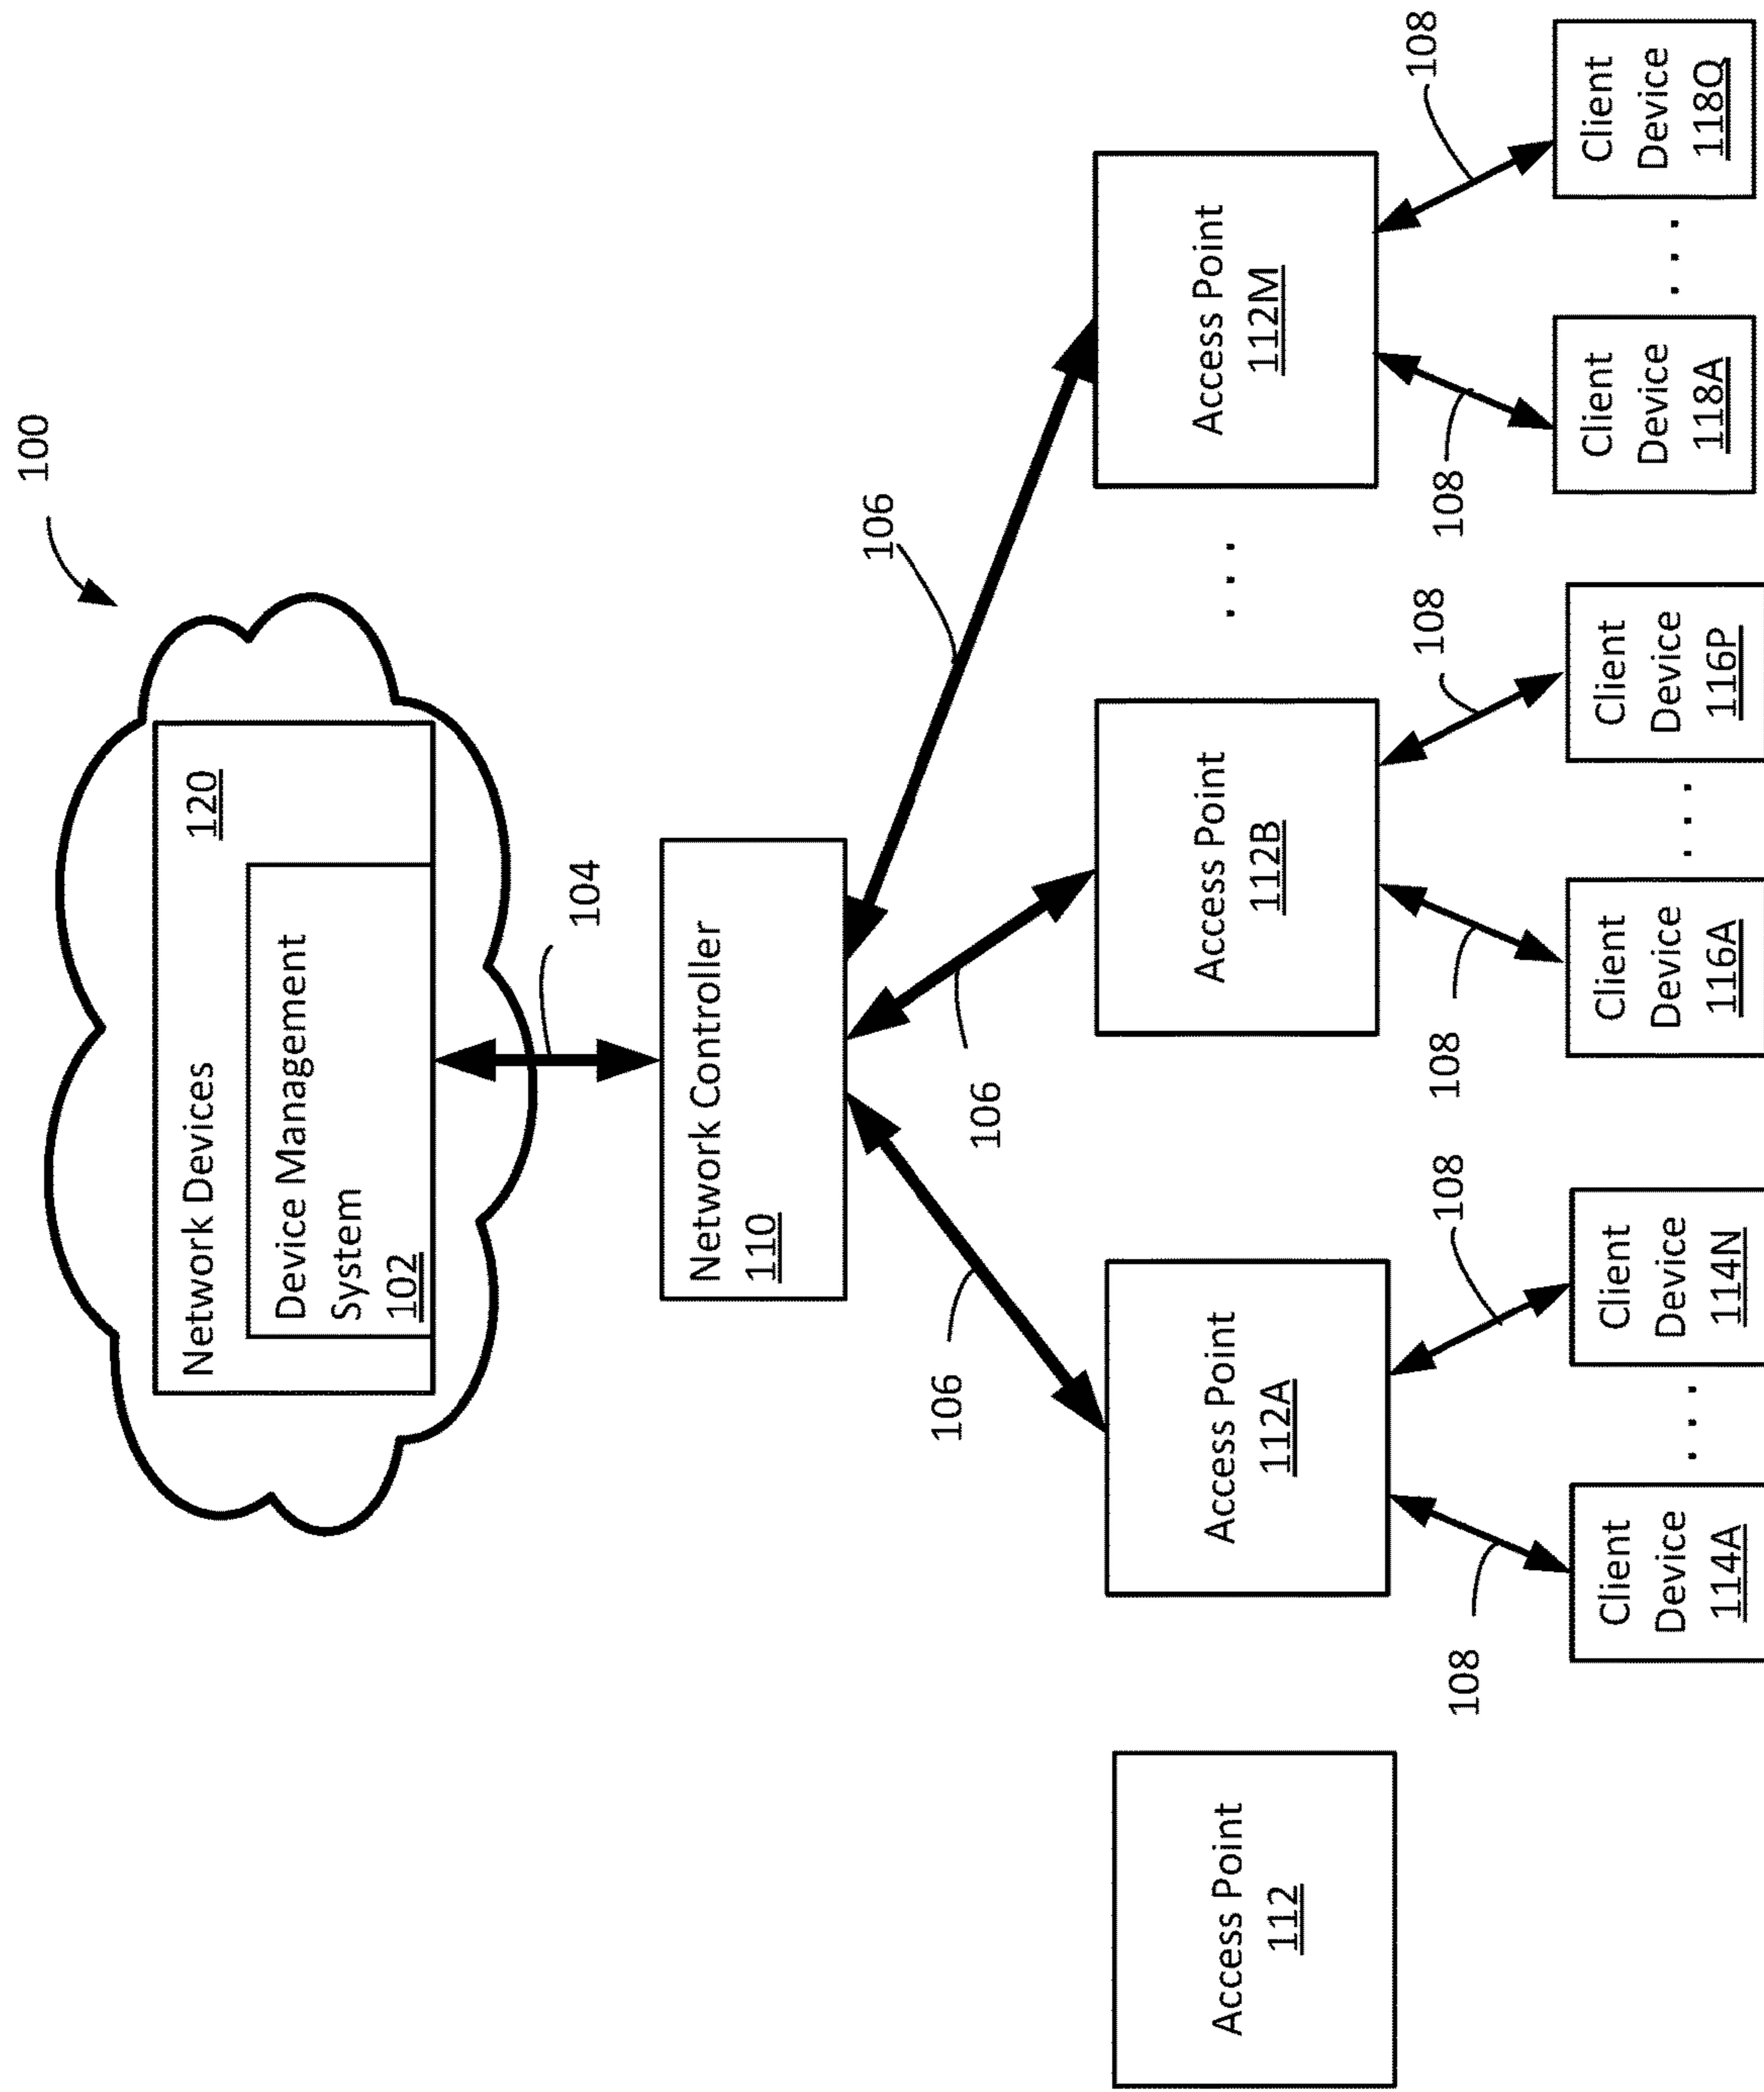 100
Network Devices
120
Device Management
System
102
104
Network Controller
110
106
106
106
Access Point
112
Access Point
112A
Access Point
112B
. . .
Access Point
112M
108
108
108
108
108
108
Client
Device
114A
. . .
Client
Device
114N
Client
Device
116A
. . .
Client
Device
116P
Client
Device
118A
. . .
Client
Device
118Q